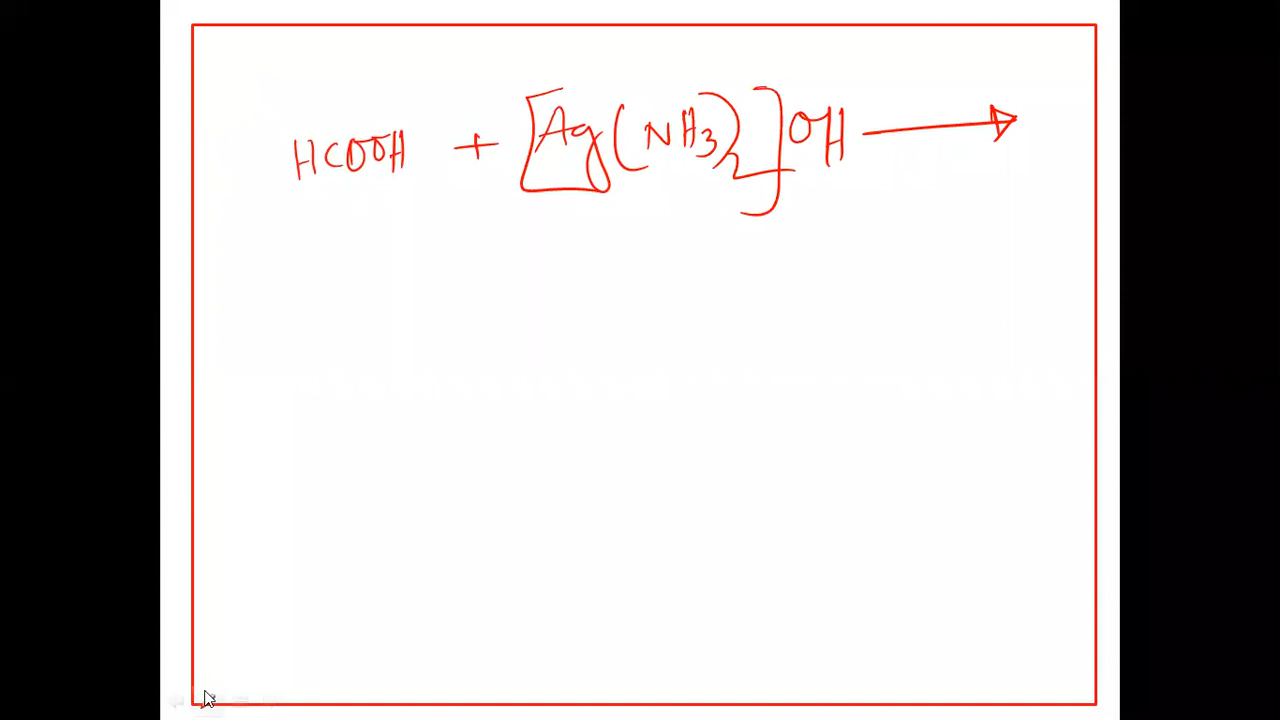 HCOOH + [Ag(NH3)2]OH →